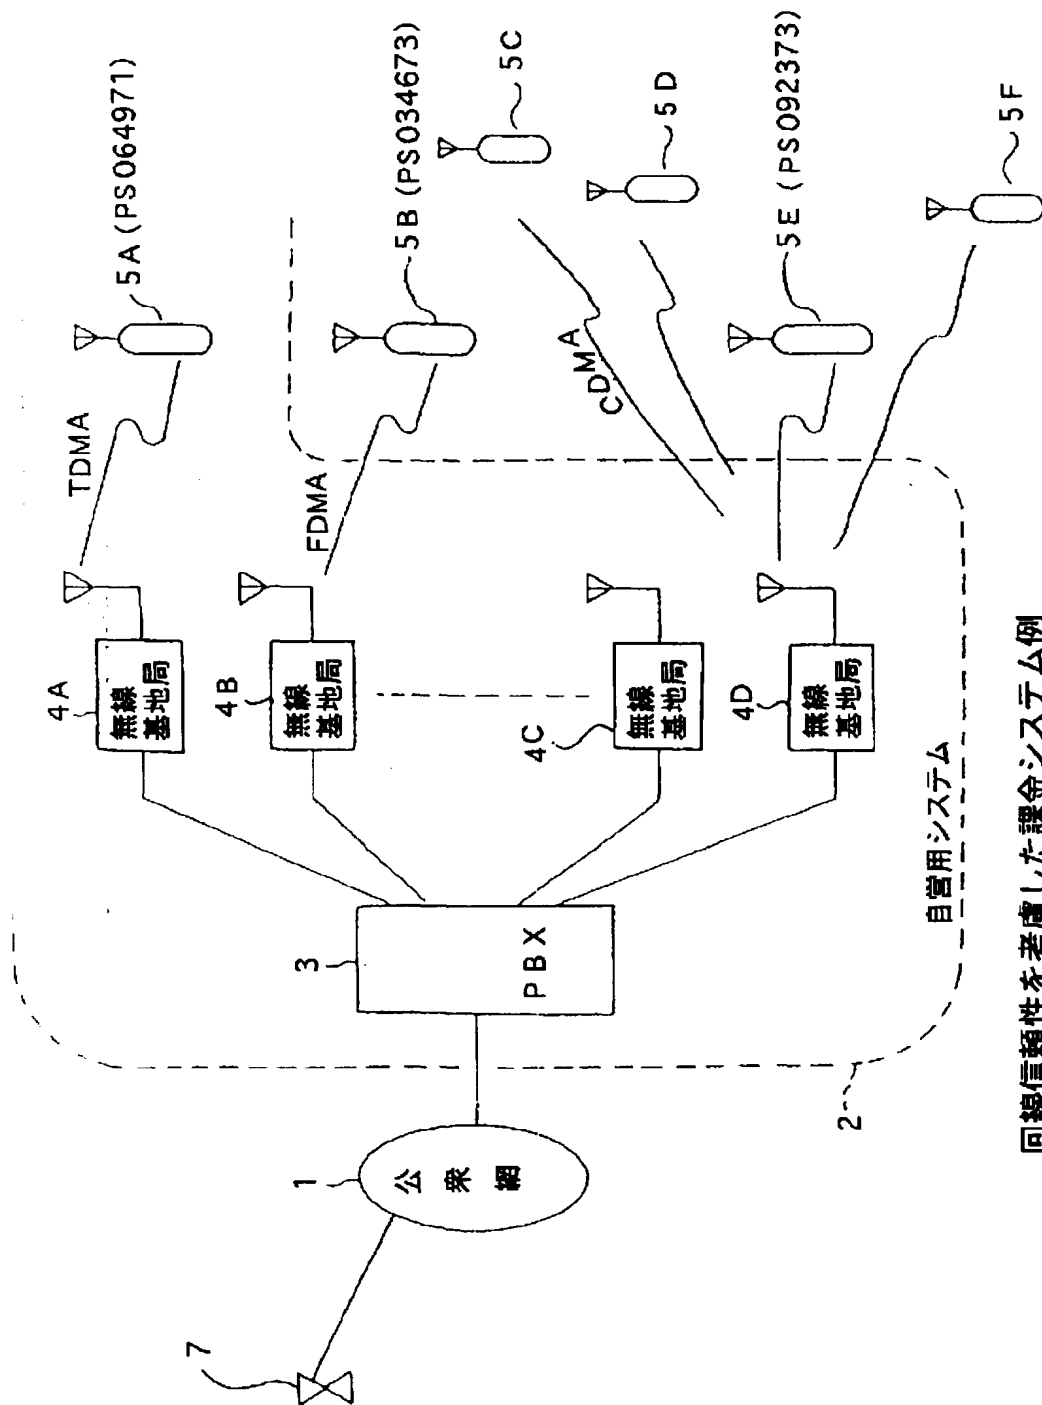 5A (PS064971)
TDMA
4A
無線
基地局
5B (PS034673)
FDMA
4B
無線
基地局
5C
5D
CDMA
4C
無線
基地局
5E (PS092373)
4D
無線
基地局
5F
3
PBX
自営用システム
1
公衆網
2
7
回線信頼性を考慮した課金システム例